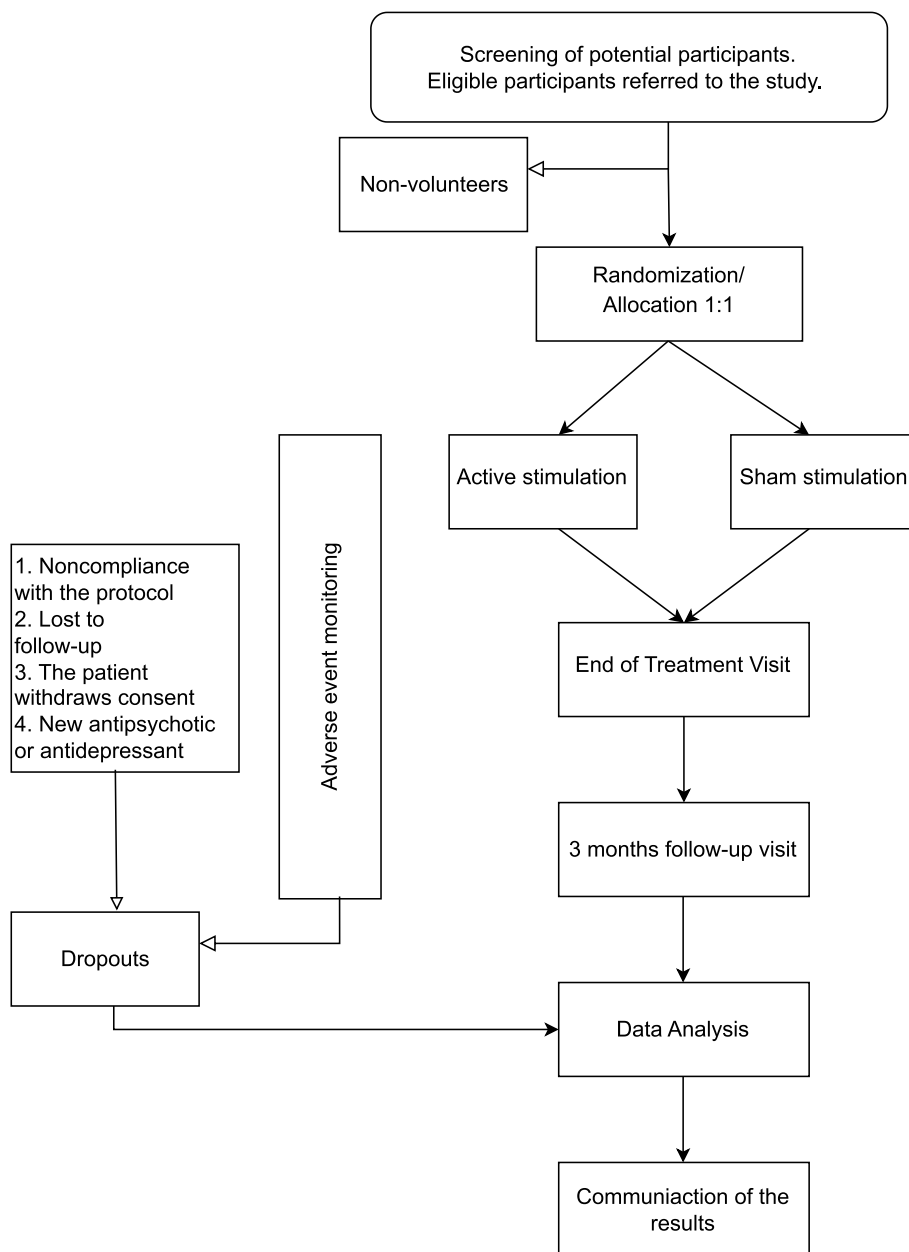 Screening of potential participants.
Eligible participants referred to the study.
Non-volunteers
Randomization/
Allocation 1:1
Active stimulation
Sham stimulation
Adverse event monitoring
1. Noncompliance
with the protocol
2. Lost to
follow-up
3. The patient
withdraws consent
4. New antipsychotic
or antidepressant
End of Treatment Visit
3 months follow-up visit
Dropouts
Data Analysis
Communiaction of the
results